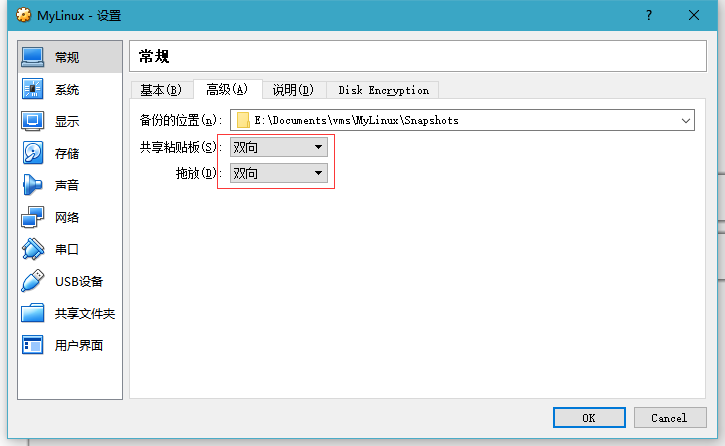 MyLinux - 设置
?
常规
系统
显示
存储
声音
网络
串口
USB设备
共享文件夹
用户界面
常规
基本(B) 高级(A) 说明(D) Disk Encryption
备份的位置(n): E:\Documents\vms\MyLinux\Snapshots
共享粘贴板(S): 双向
拖放(D): 双向
OK Cancel